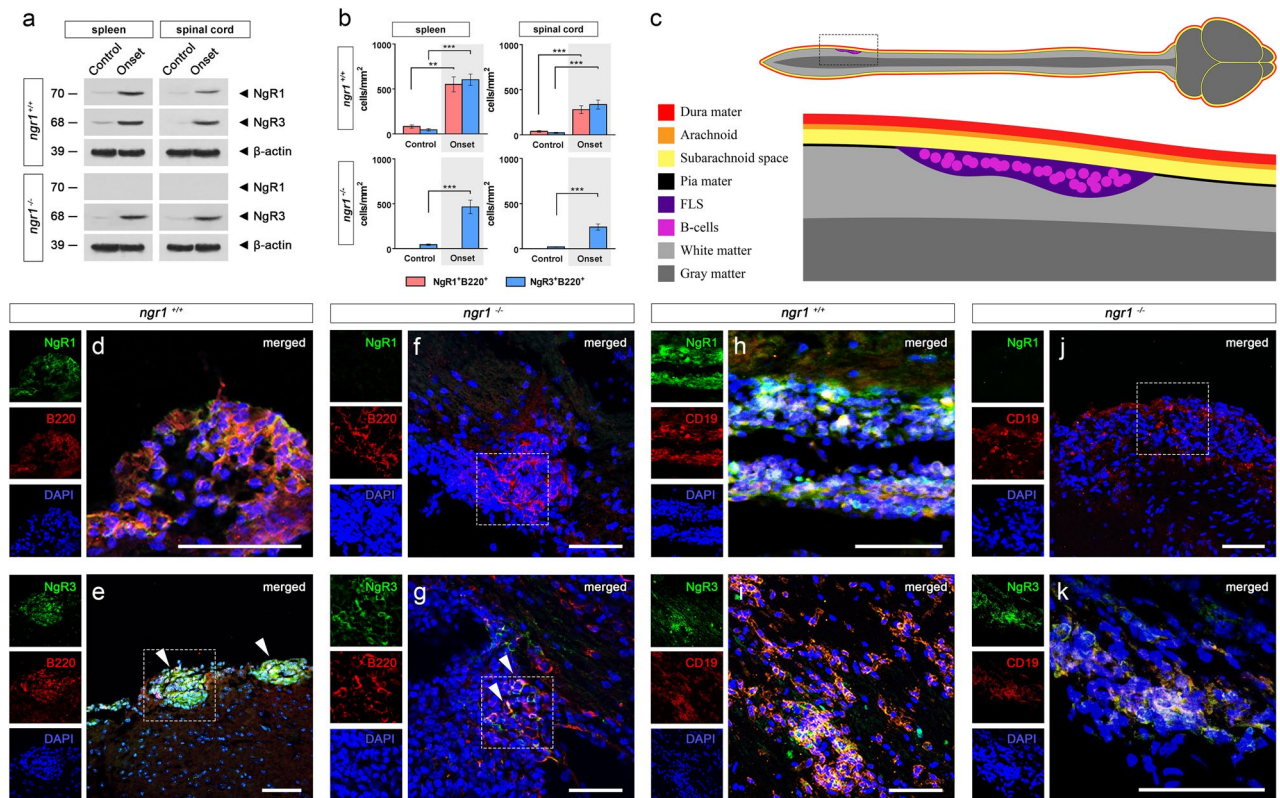 a
spleen
spinal cord
Control
Onset
Control
Onset
ngr1 +/+
70
NgR1
68
NgR3
39
β-actin
ngr1 -/-
70
NgR1
68
NgR3
39
β-actin
b
spleen
spinal cord
ngr1 +/+
cells/mm²
1000
500
0
**
***
Control
Onset
cells/mm²
1000
500
0
***
***
Control
Onset
ngr1 -/-
cells/mm²
1000
500
0
***
Control
Onset
cells/mm²
1000
500
0
***
Control
Onset
NgR1⁺B220⁺
NgR3⁺B220⁺
c
Dura mater
Arachnoid
Subarachnoid space
Pia mater
FLS
B-cells
White matter
Gray matter
ngr1 +/+
ngr1 -/-
ngr1 +/+
ngr1 -/-
NgR1
B220
DAPI
d
merged
NgR1
B220
DAPI
f
merged
NgR1
CD19
DAPI
h
merged
NgR1
CD19
DAPI
j
merged
NgR3
B220
DAPI
e
merged
NgR3
B220
DAPI
g
merged
NgR3
CD19
DAPI
i
merged
NgR3
CD19
DAPI
k
merged